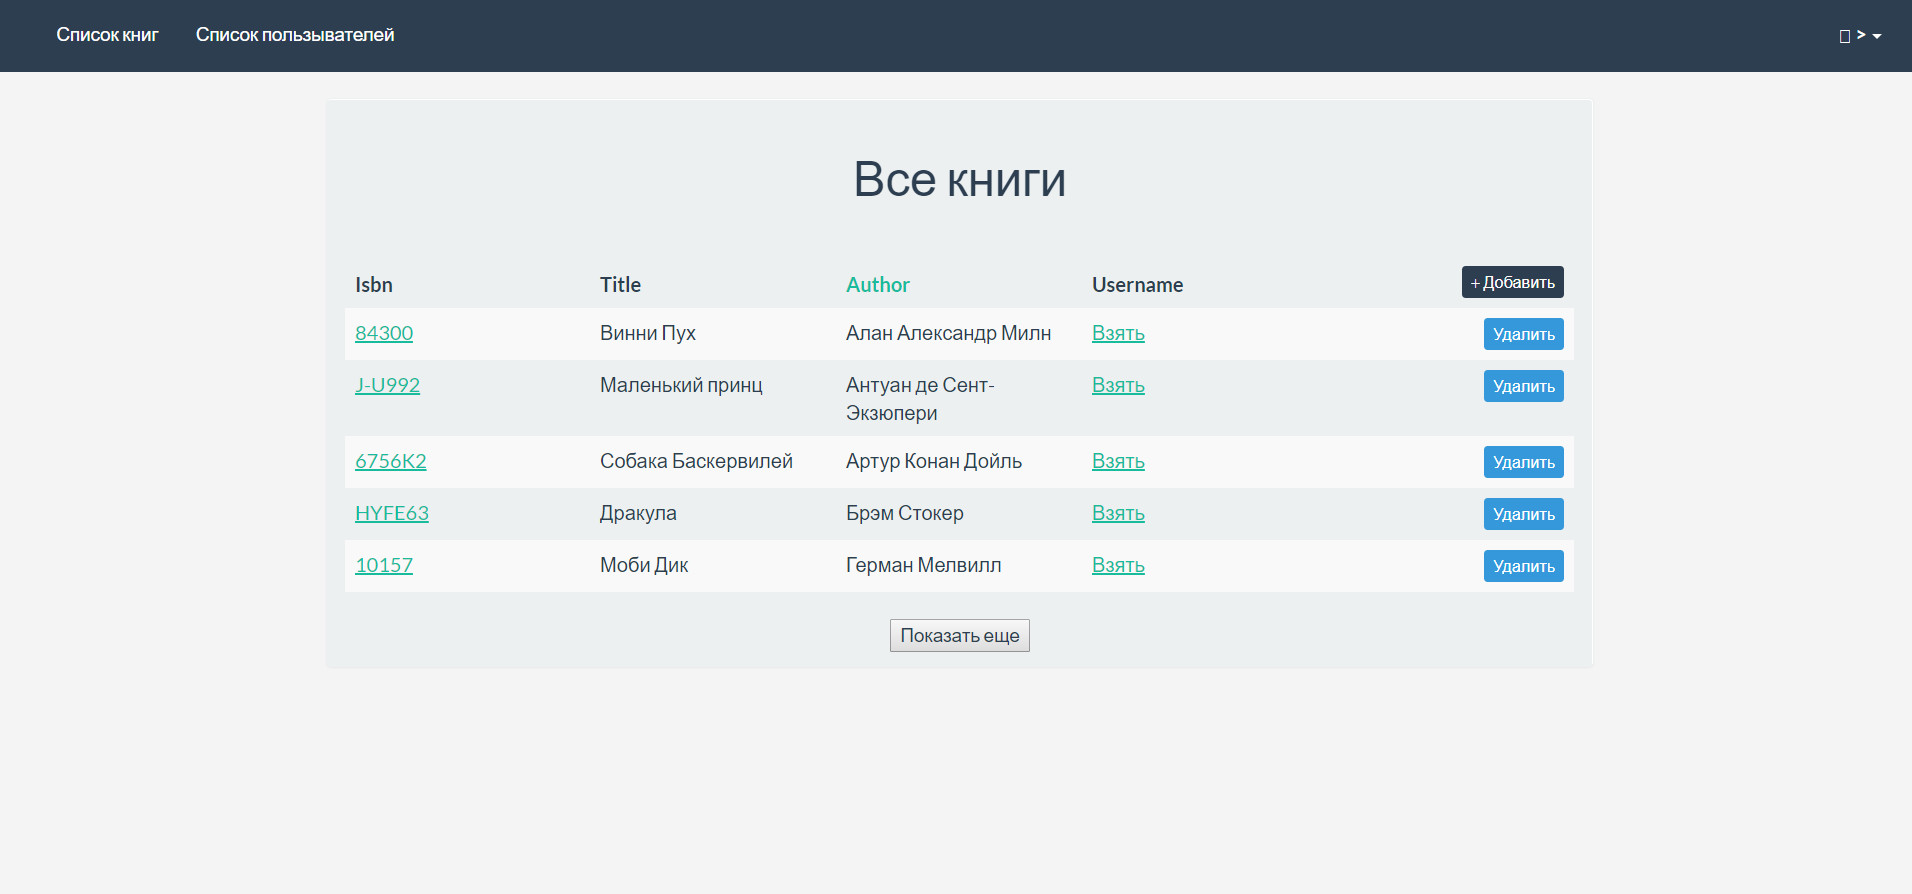 Список книг Список пользывателей >
Все книги
Isbn Title Author Username + Добавить
84300 Винни Пух Алан Александр Милн Взять Удалить
J-U992 Маленький принц Антуан де Сент-
Экзюпери Взять Удалить
6756K2 Собака Баскервилей Артур Конан Дойль Взять Удалить
HYFE63 Дракула Брэм Стокер Взять Удалить
10157 Моби Дик Герман Мелвилл Взять Удалить
Показать еще